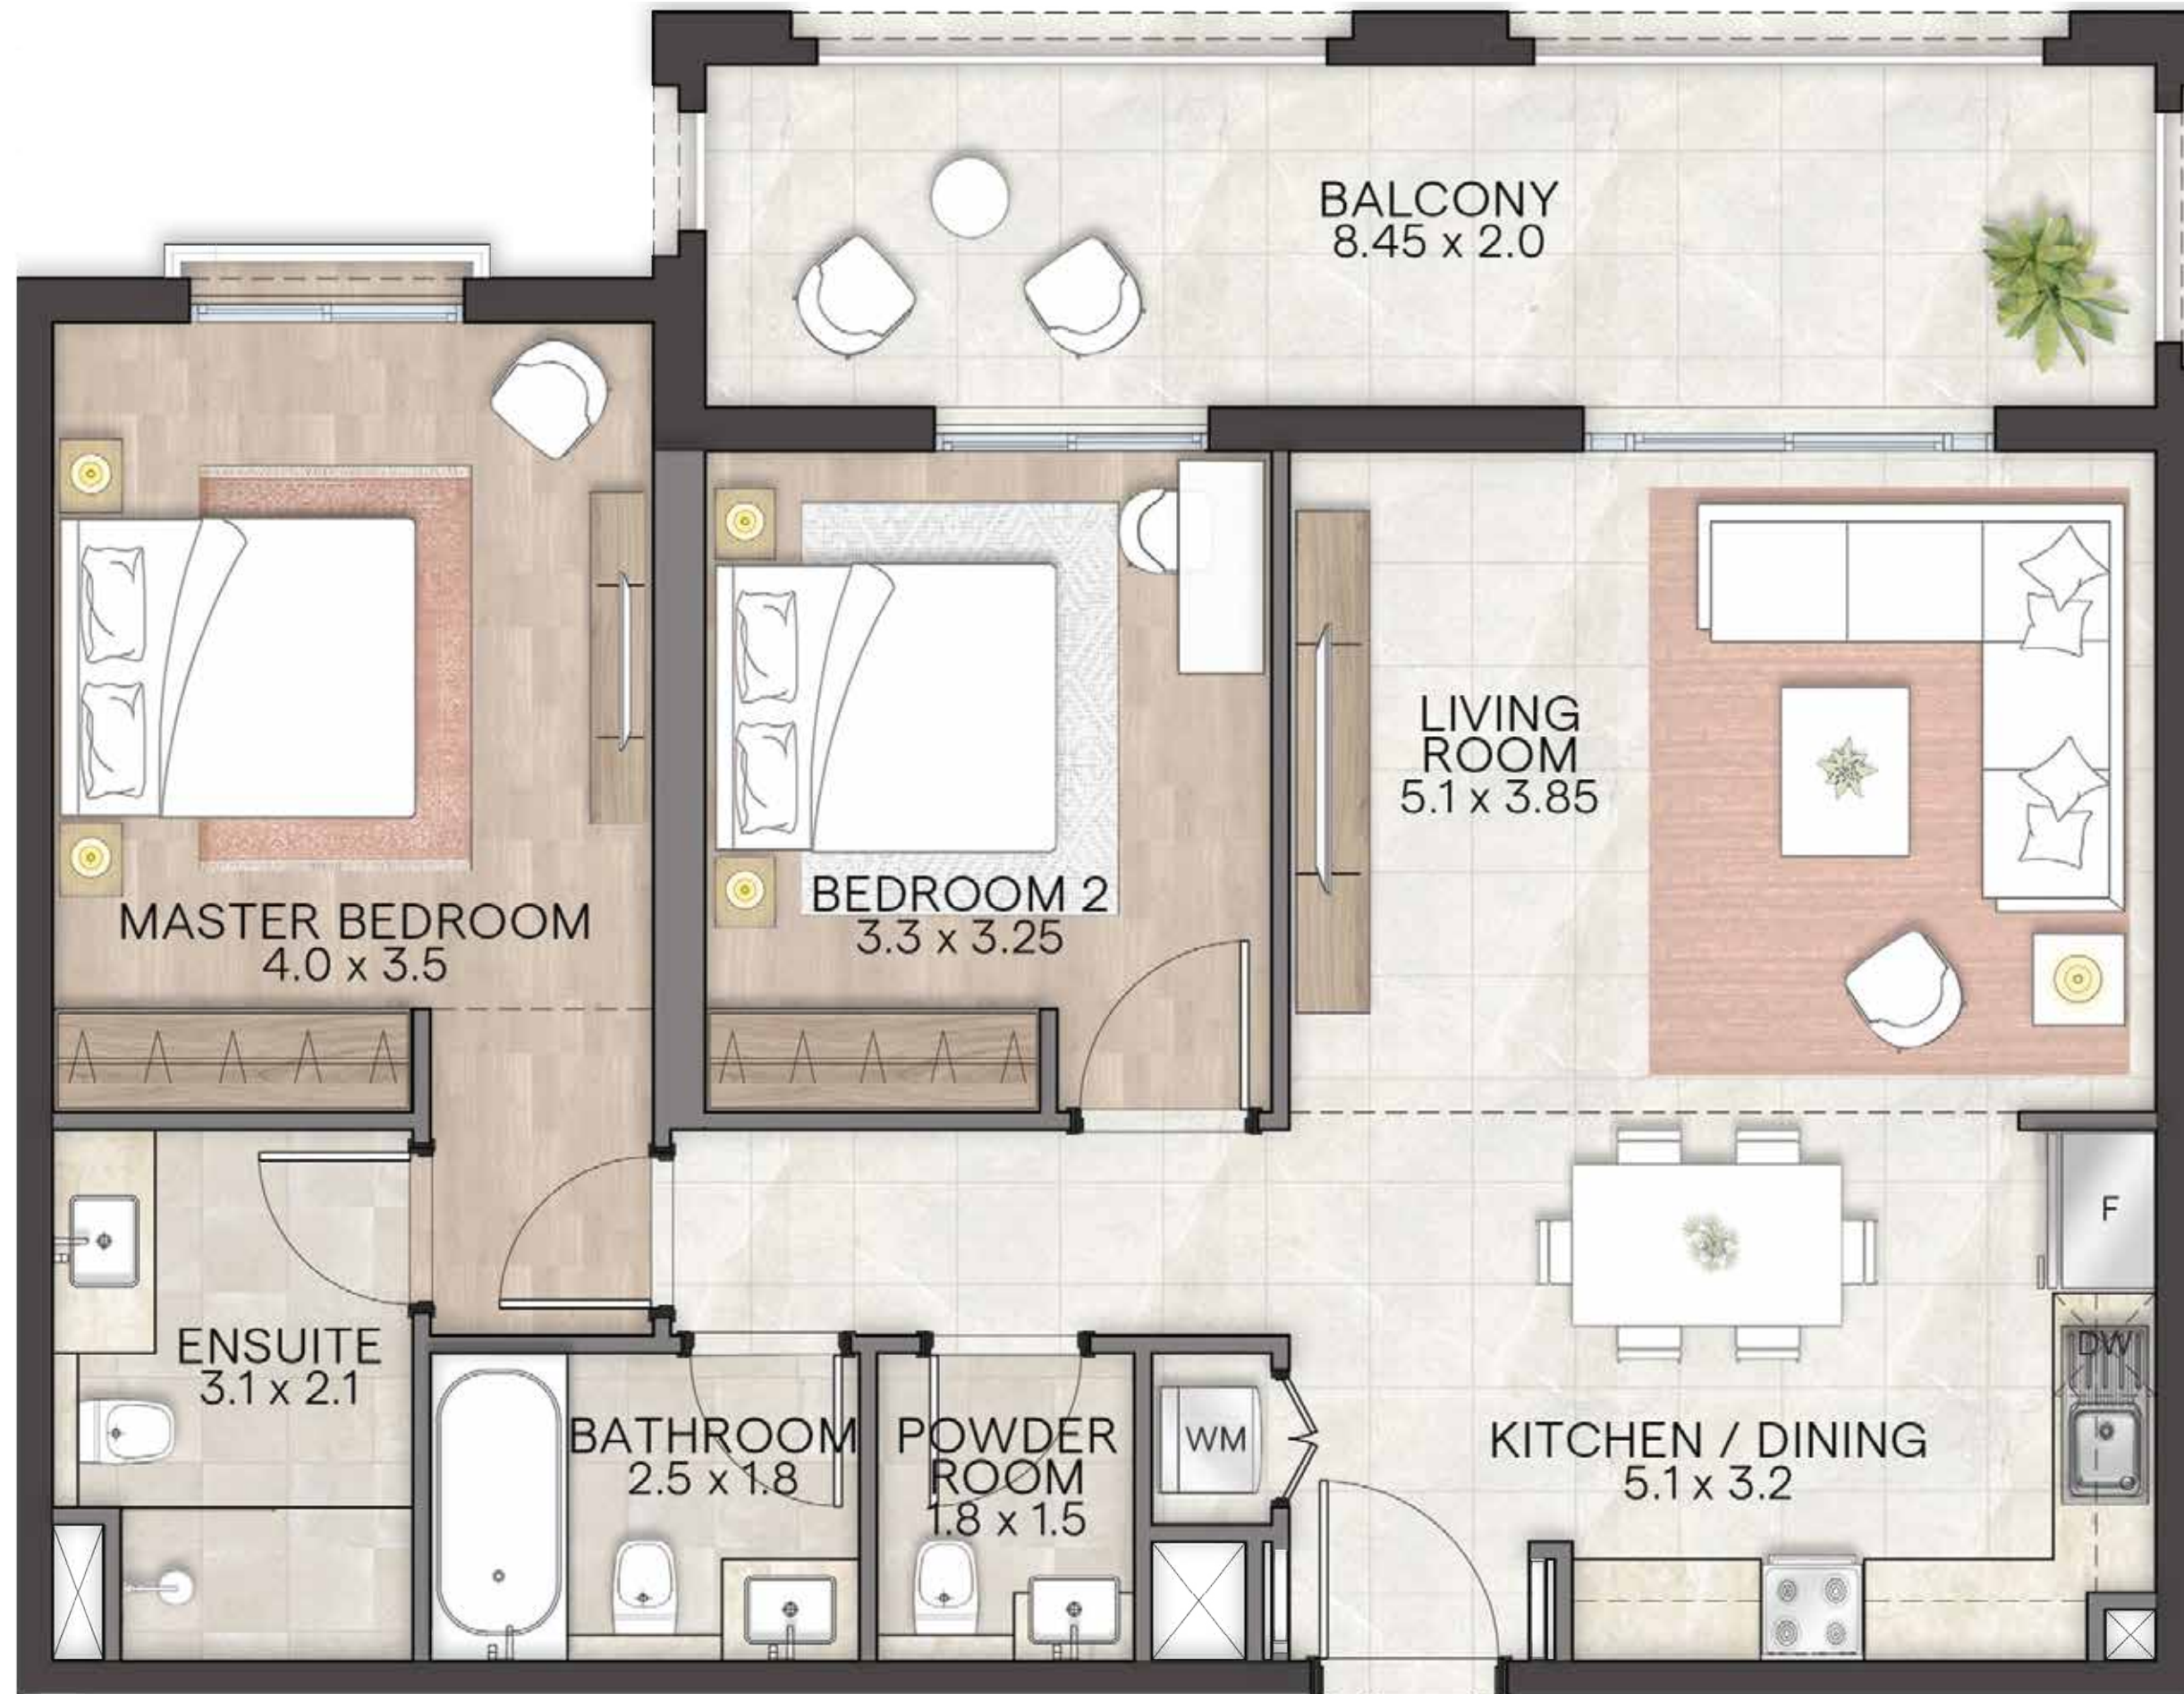 BALCONY
8.45 x 2.0
LIVING
ROOM
5.1 x 3.85
BEDROOM 2
3.3 x 3.25
MASTER BEDROOM
4.0 x 3.5
F
DW
ENSUITE
3.1 x 2.1
BATHROOM
2.5 x 1.8
POWDER
ROOM
1.8 x 1.5
WM
KITCHEN / DINING
5.1 x 3.2